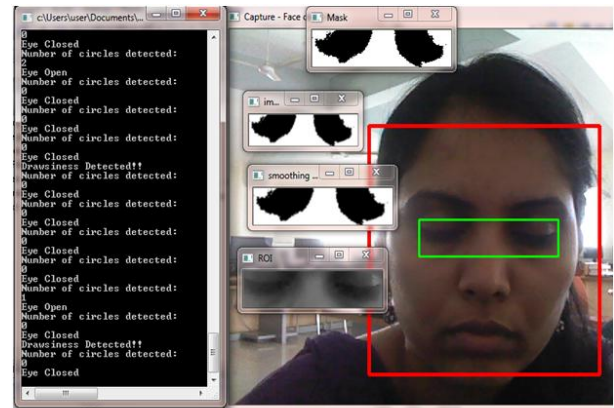 c:\Users\user\Documents\...
0
Eye Closed
Number of circles detected:
2
Eye Open
Number of circles detected:
0
Eye Closed
Number of circles detected:
0
Eye Closed
Number of circles detected:
0
Eye Closed
Drawsiness Detected!!
Number of circles detected:
0
Eye Closed
Number of circles detected:
0
Eye Closed
Number of circles detected:
0
Eye Closed
Number of circles detected:
0
Eye Closed
Number of circles detected:
1
Eye Open
Number of circles detected:
0
Eye Closed
Drawsiness Detected!!
Number of circles detected:
0
Eye Closed
Capture - Face
Mask
im...
smoothing ...
ROI